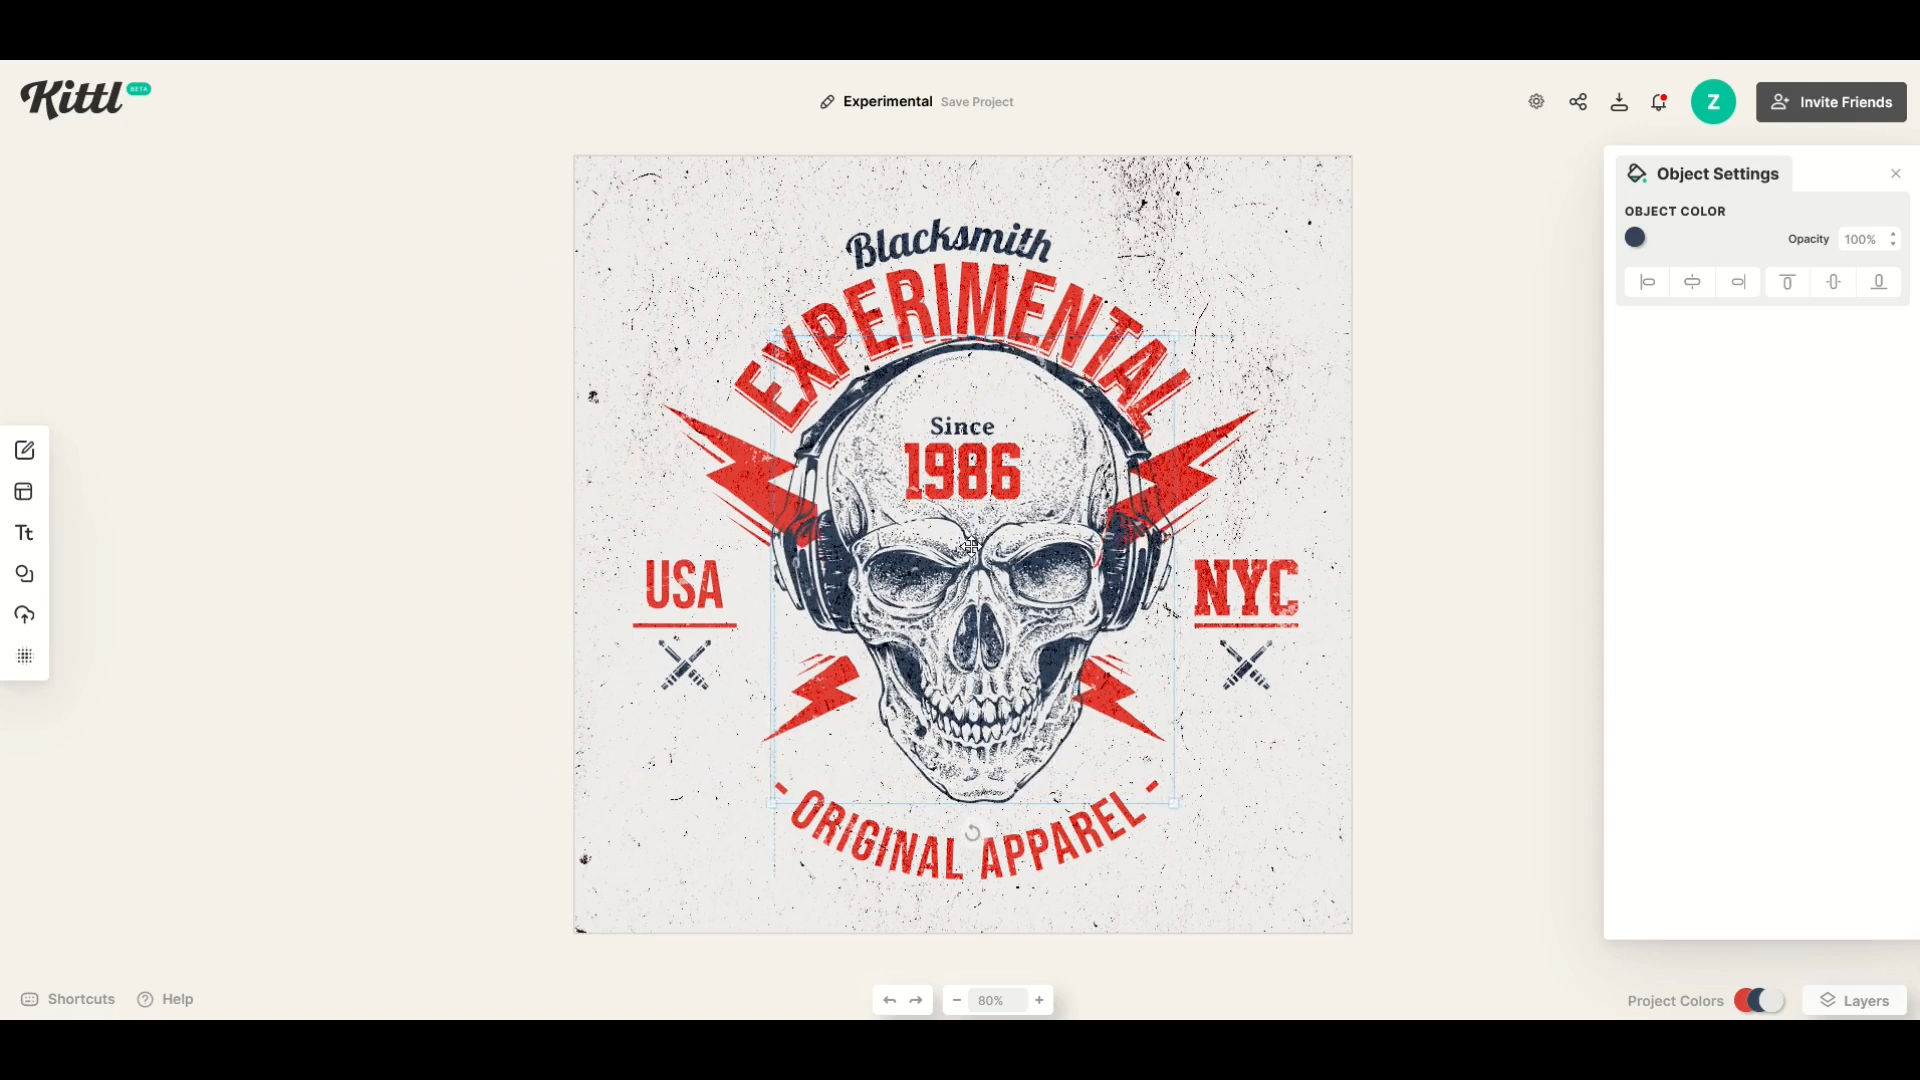 Kittl BETA
Experimental Save Project
Z
Invite Friends
Object Settings
OBJECT COLOR
Opacity 100%
Blacksmith
EXPERIMENTAL
Since
1986
USA
NYC
- ORIGINAL APPAREL -
Tt
Shortcuts
Help
80%
Project Colors
Layers